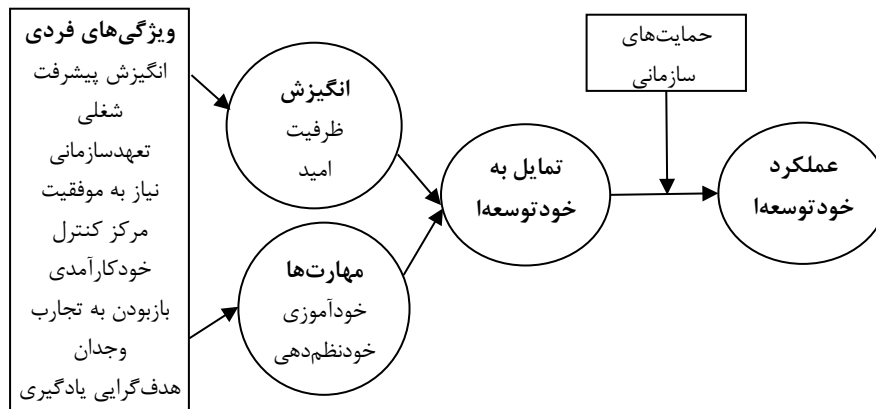 ویژگی‌های فردی
انگیزش پیشرفت
شغلی
تعهدسازمانی
نیاز به موفقیت
مرکز کنترل
خودکارآمدی
بازبودن به تجارب
وجدان
هدف‌گرایی یادگیری
انگیزش
ظرفیت
امید
مهارت‌ها
خودآموزی
خودنظم‌دهی
تمایل به
خودتوسعه‌ا
حمایت‌های
سازمانی
عملکرد
خودتوسعه‌ا